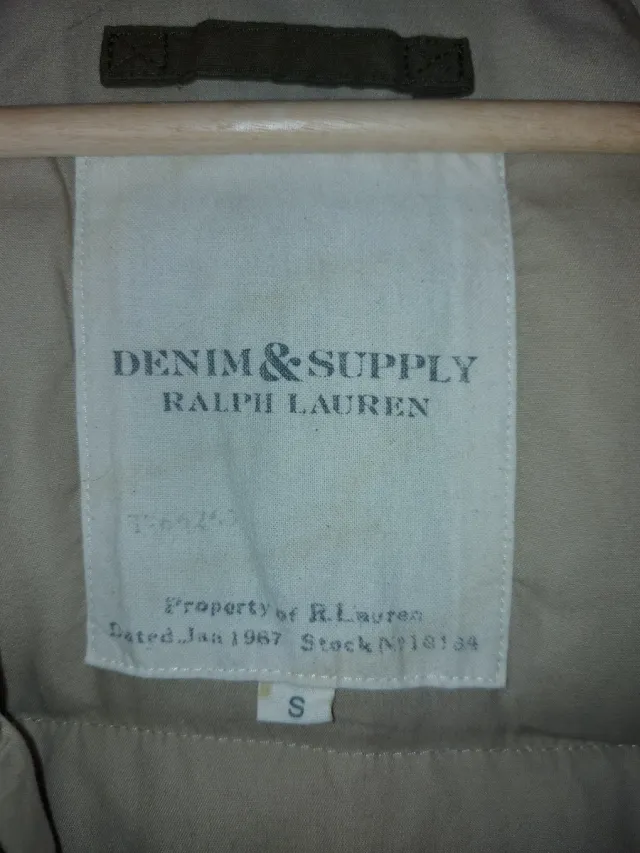 DENIM & SUPPLY
RALPH LAUREN
Property of R. Lauren
Dated Jan 1967 Stock Nº 18134
S